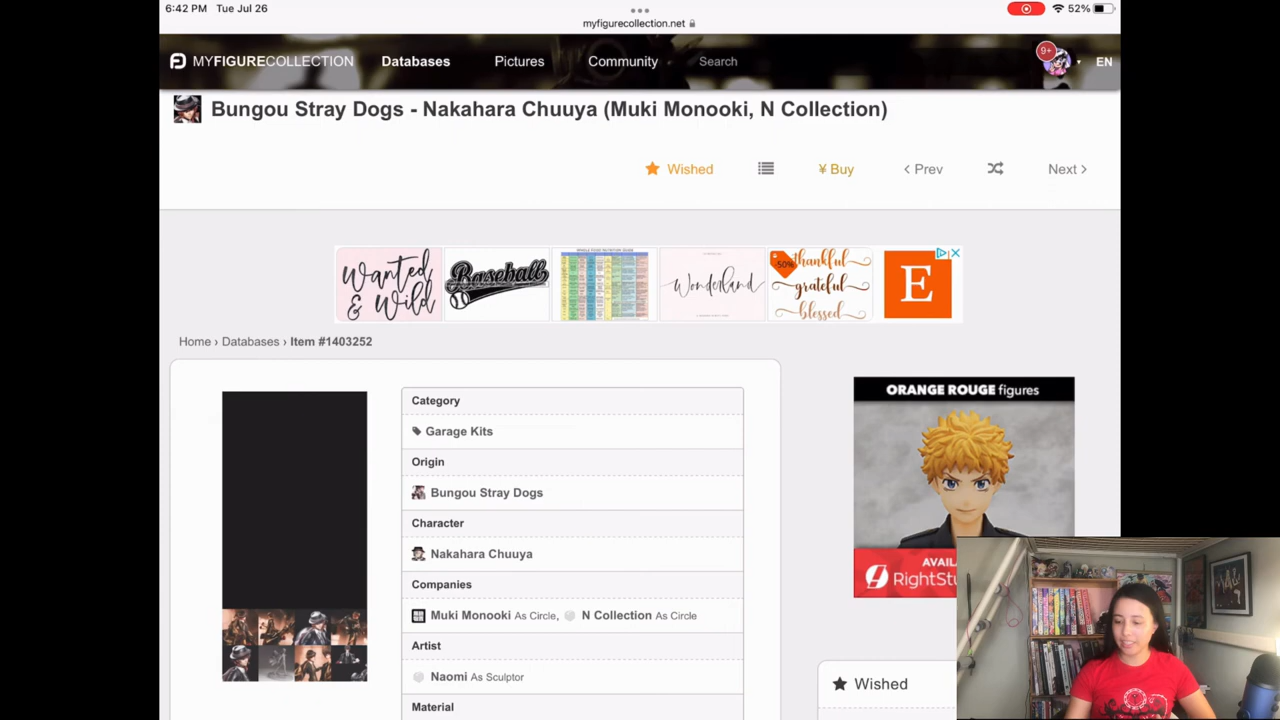 6:42 PM Tue Jul 26
myfigurecollection.net
52%
MYFIGURECOLLECTION Databases Pictures Community Search 9+ EN
Bungou Stray Dogs - Nakahara Chuuya (Muki Monooki, N Collection)
Wished ¥ Buy < Prev Next >
Wanted & Wild
Baseball
Wonderland
-50%
thankful
grateful
blessed
E
Home › Databases › Item #1403252
Category
Garage Kits
Origin
Bungou Stray Dogs
Character
Nakahara Chuuya
Companies
Muki Monooki As Circle, N Collection As Circle
Artist
Naomi As Sculptor
Material
ORANGE ROUGE figures
AVAIL
RightStu
Wished